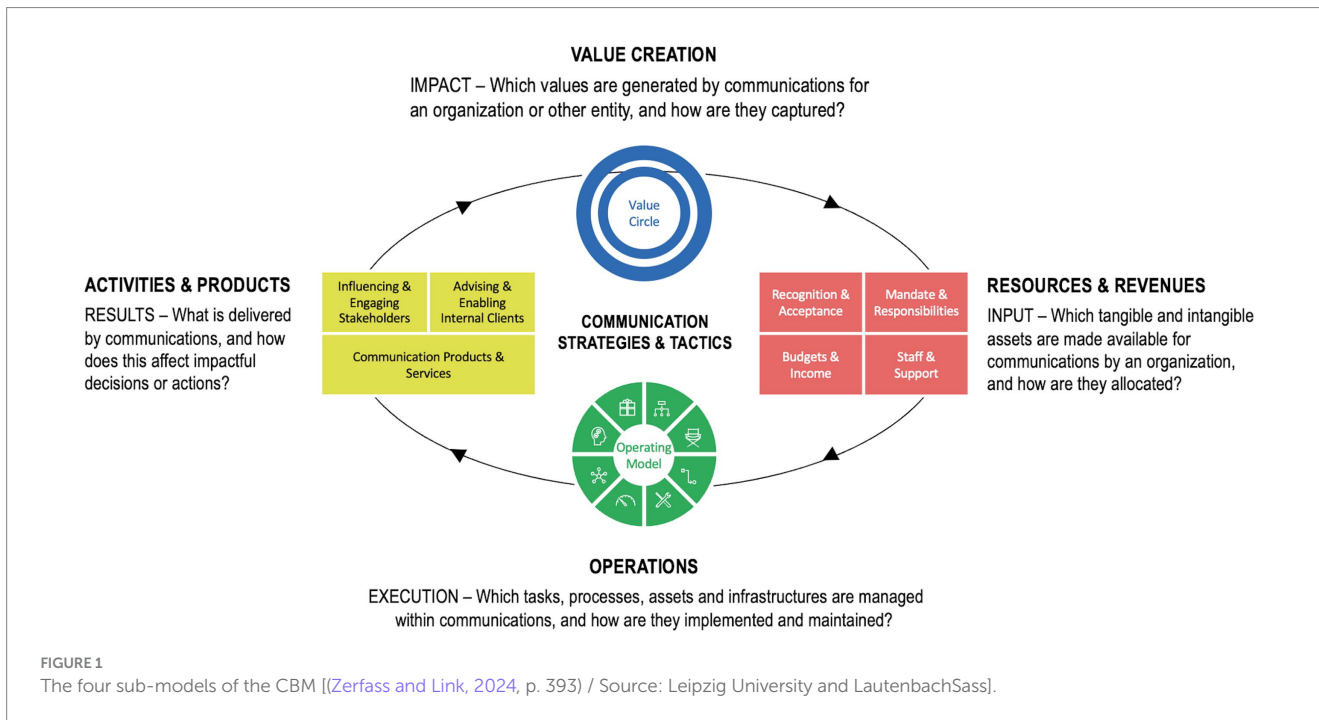 VALUE CREATION
IMPACT – Which values are generated by communications for
an organization or other entity, and how are they captured?
Value
Circle
ACTIVITIES & PRODUCTS
RESULTS – What is delivered
by communications, and how
does this affect impactful
decisions or actions?
Influencing &
Engaging
Stakeholders
Advising &
Enabling
Internal Clients
Communication Products &
Services
COMMUNICATION
STRATEGIES & TACTICS
Recognition &
Acceptance
Mandate &
Responsibilities
Budgets &
Income
Staff &
Support
RESOURCES & REVENUES
INPUT – Which tangible and intangible
assets are made available for
communications by an organization,
and how are they allocated?
Operating
Model
OPERATIONS
EXECUTION – Which tasks, processes, assets and infrastructures are managed
within communications, and how are they implemented and maintained?
FIGURE 1
The four sub-models of the CBM [(Zerfass and Link, 2024, p. 393) / Source: Leipzig University and LautenbachSass].